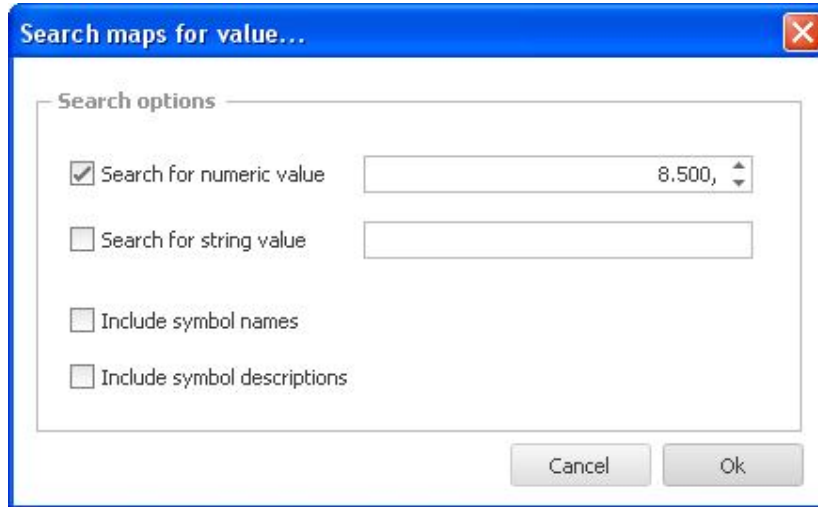 Search maps for value...
Search options
Search for numeric value 8.500,
Search for string value
Include symbol names
Include symbol descriptions
Cancel Ok